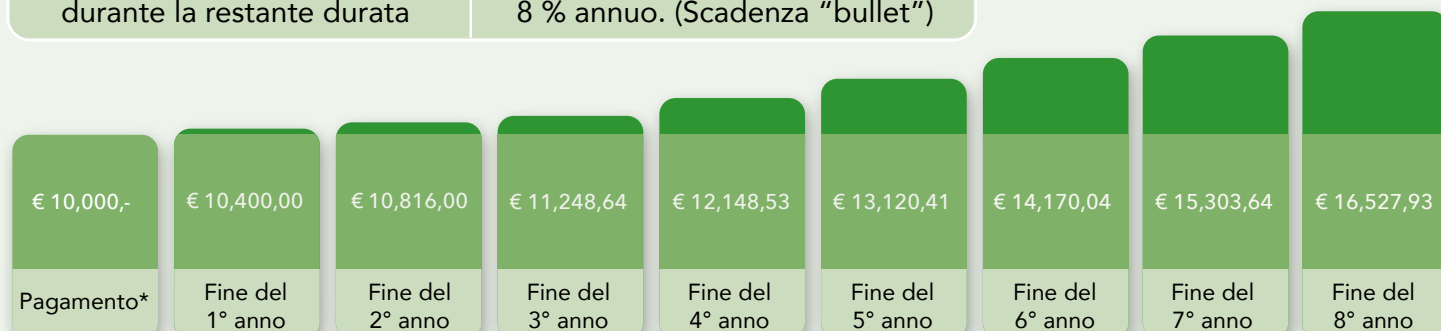 durante la restante durata
8 % annuo. (Scadenza “bullet”)
€ 10,000,-
€ 10,400,00
€ 10,816,00
€ 11,248,64
€ 12,148,53
€ 13,120,41
€ 14,170,04
€ 15,303,64
€ 16,527,93
Pagamento*
Fine del
1° anno
Fine del
2° anno
Fine del
3° anno
Fine del
4° anno
Fine del
5° anno
Fine del
6° anno
Fine del
7° anno
Fine del
8° anno